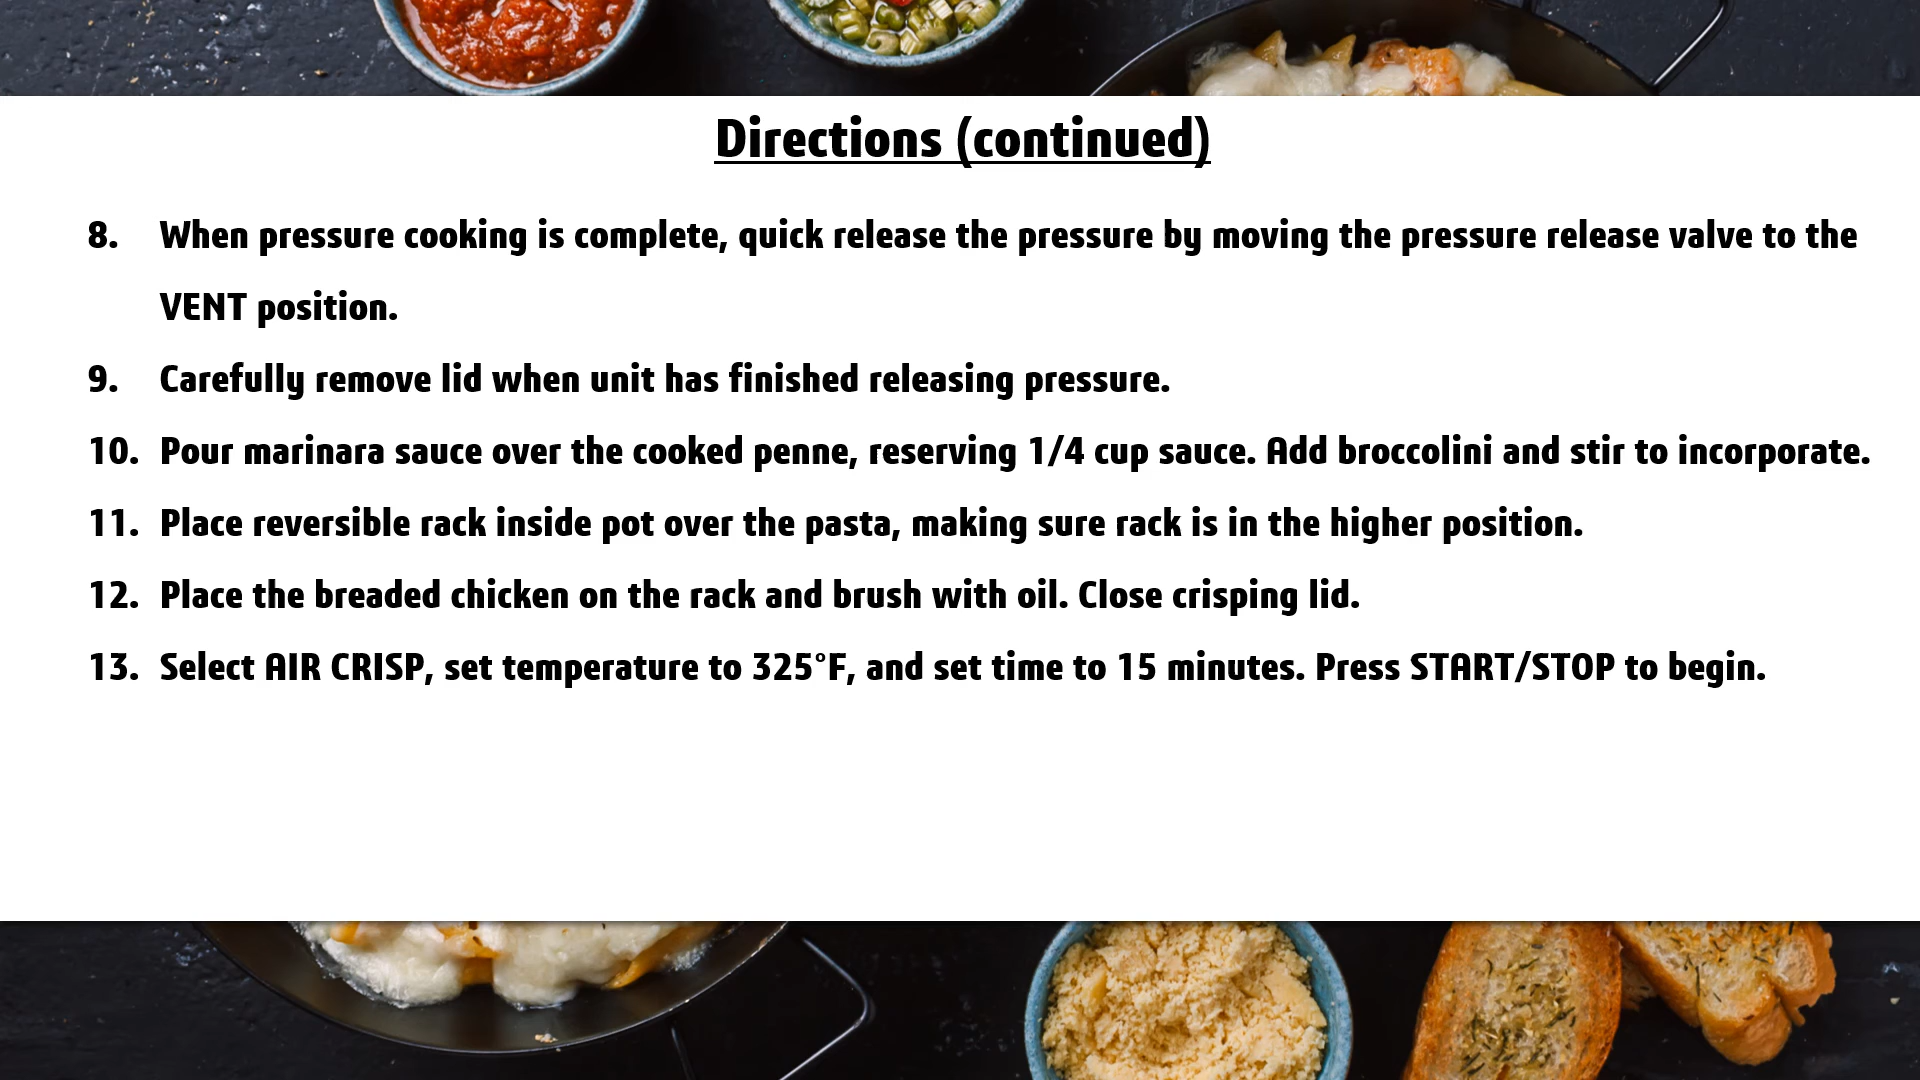 Directions (continued)
8. When pressure cooking is complete, quick release the pressure by moving the pressure release valve to the
VENT position.
9. Carefully remove lid when unit has finished releasing pressure.
10. Pour marinara sauce over the cooked penne, reserving 1/4 cup sauce. Add broccolini and stir to incorporate.
11. Place reversible rack inside pot over the pasta, making sure rack is in the higher position.
12. Place the breaded chicken on the rack and brush with oil. Close crisping lid.
13. Select AIR CRISP, set temperature to 325°F, and set time to 15 minutes. Press START/STOP to begin.